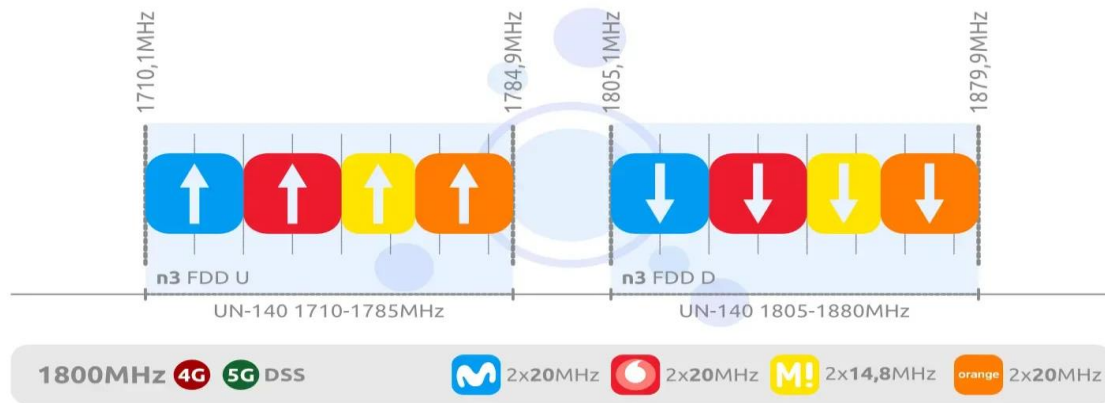 1710,1MHz
1784,9MHz
1805,1MHz
1879,9MHz
n3 FDD U
n3 FDD D
UN-140 1710-1785MHz
UN-140 1805-1880MHz
1800MHz 4G 5G DSS
2x20MHz
2x20MHz
M! 2x14,8MHz
orange 2x20MHz